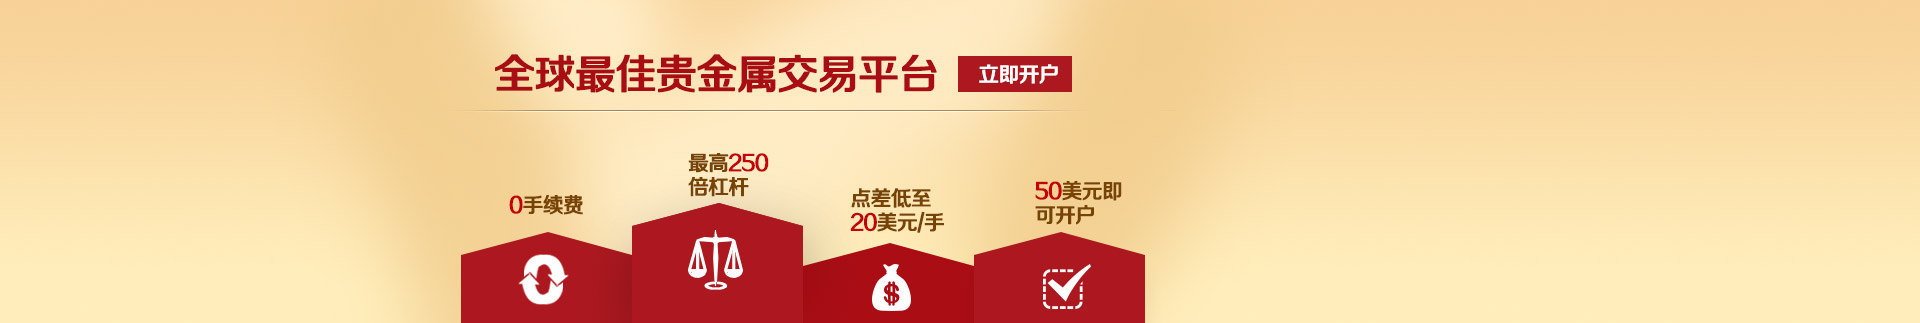 全球最佳贵金属交易平台
立即开户
0手续费
最高250
倍杠杆
点差低至
20美元/手
50美元即
可开户